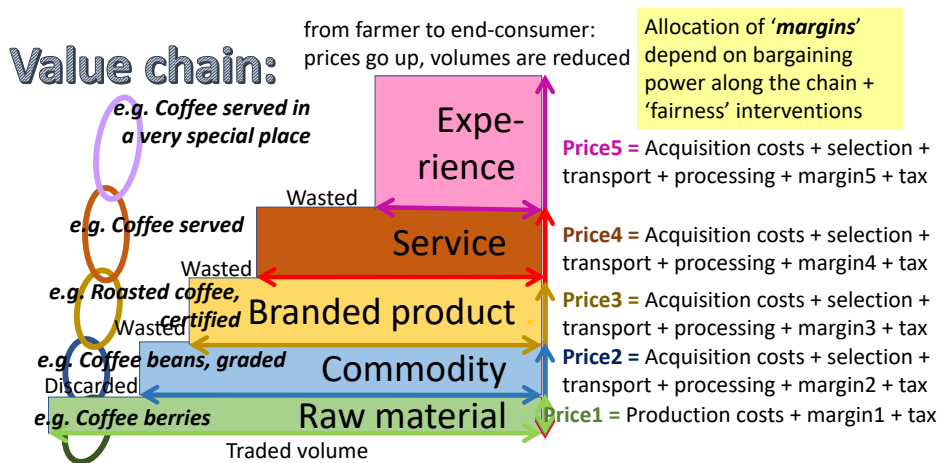 Value chain:
from farmer to end-consumer:
prices go up, volumes are reduced
Allocation of ‘margins’
depend on bargaining
power along the chain +
‘fairness’ interventions
e.g. Coffee served in
a very special place
Expe-
rience
Price5 = Acquisition costs + selection +
transport + processing + margin5 + tax
Wasted
e.g. Coffee served
Service
Price4 = Acquisition costs + selection +
transport + processing + margin4 + tax
Wasted
e.g. Roasted coffee,
certified
Branded product
Price3 = Acquisition costs + selection +
transport + processing + margin3 + tax
Wasted
e.g. Coffee beans, graded
Commodity
Price2 = Acquisition costs + selection +
transport + processing + margin2 + tax
Discarded
e.g. Coffee berries
Raw material
Price1 = Production costs + margin1 + tax
Traded volume